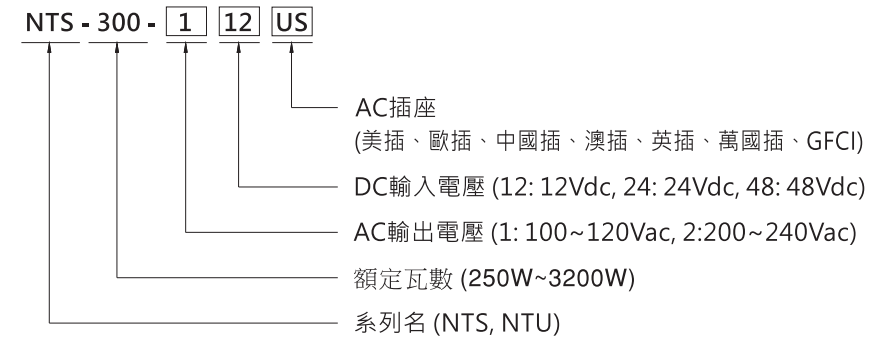 NTS - 300 - 1 12 US
AC插座
(美插、歐插、中國插、澳插、英插、萬國插、GFCI)
DC輸入電壓 (12: 12Vdc, 24: 24Vdc, 48: 48Vdc)
AC輸出電壓 (1: 100~120Vac, 2:200~240Vac)
額定瓦數 (250W~3200W)
系列名 (NTS, NTU)